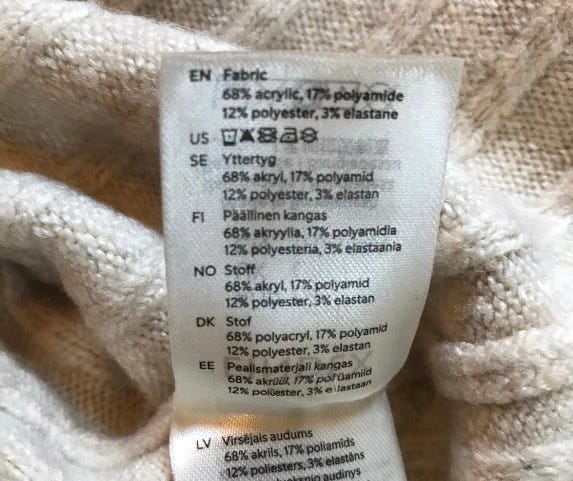 EN Fabric
68% acrylic, 17% polyamide
12% polyester, 3% elastane
US
SE Yttertyg
68% akryl, 17% polyamid
12% polyester, 3% elastan
FI Päällinen kangas
68% akryylia, 17% polyamidia
12% polyesteria, 3% elastaania
NO Stoff
68% akryl, 17% polyamid
12% polyester, 3% elastan
DK Stof
68% polyacryl, 17% polyamid
12% polyester, 3% elastan
EE Pealismaterjali kangas
68% akrüül, 17% polüamiid
12% polüester, 3% elastaan
LV Virsējais audums
68% akrils, 17% poliamīds
12% poliesters, 3% elastāns
audinys